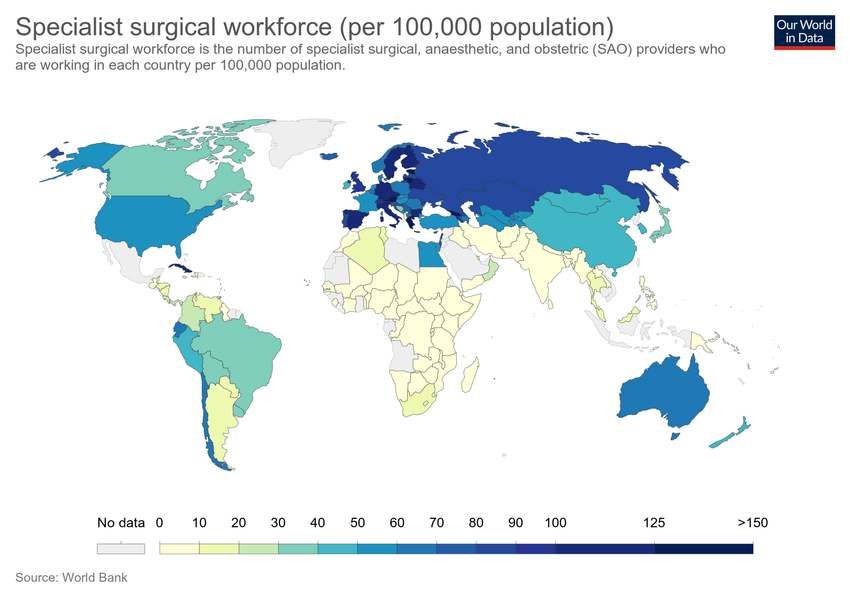 Specialist surgical workforce (per 100,000 population)
Our World
in Data
Specialist surgical workforce is the number of specialist surgical, anaesthetic, and obstetric (SAO) providers who
are working in each country per 100,000 population.
No data 0 10 20 30 40 50 60 70 80 90 100 125 >150
Source: World Bank